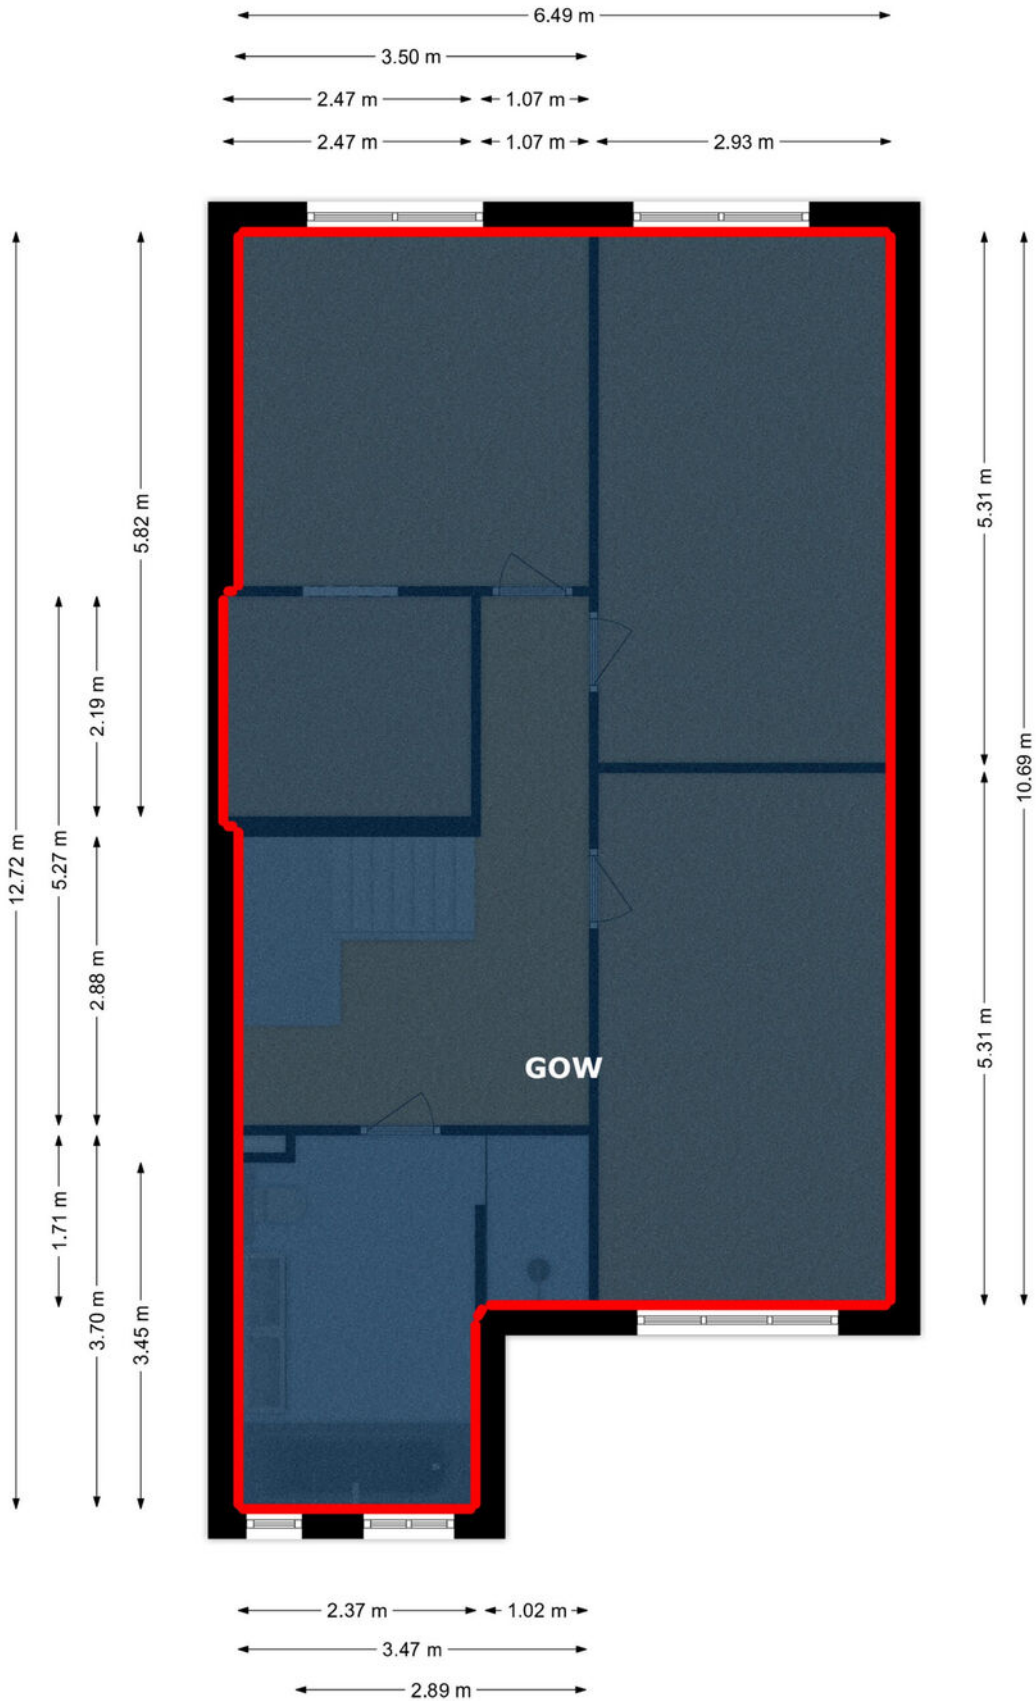 6.49 m
3.50 m
2.47 m 1.07 m
2.47 m 1.07 m 2.93 m
5.82 m
5.31 m
2.19 m
10.69 m
5.27 m
12.72 m
2.88 m
5.31 m
GOW
1.71 m
3.70 m
3.45 m
2.37 m 1.02 m
3.47 m
2.89 m